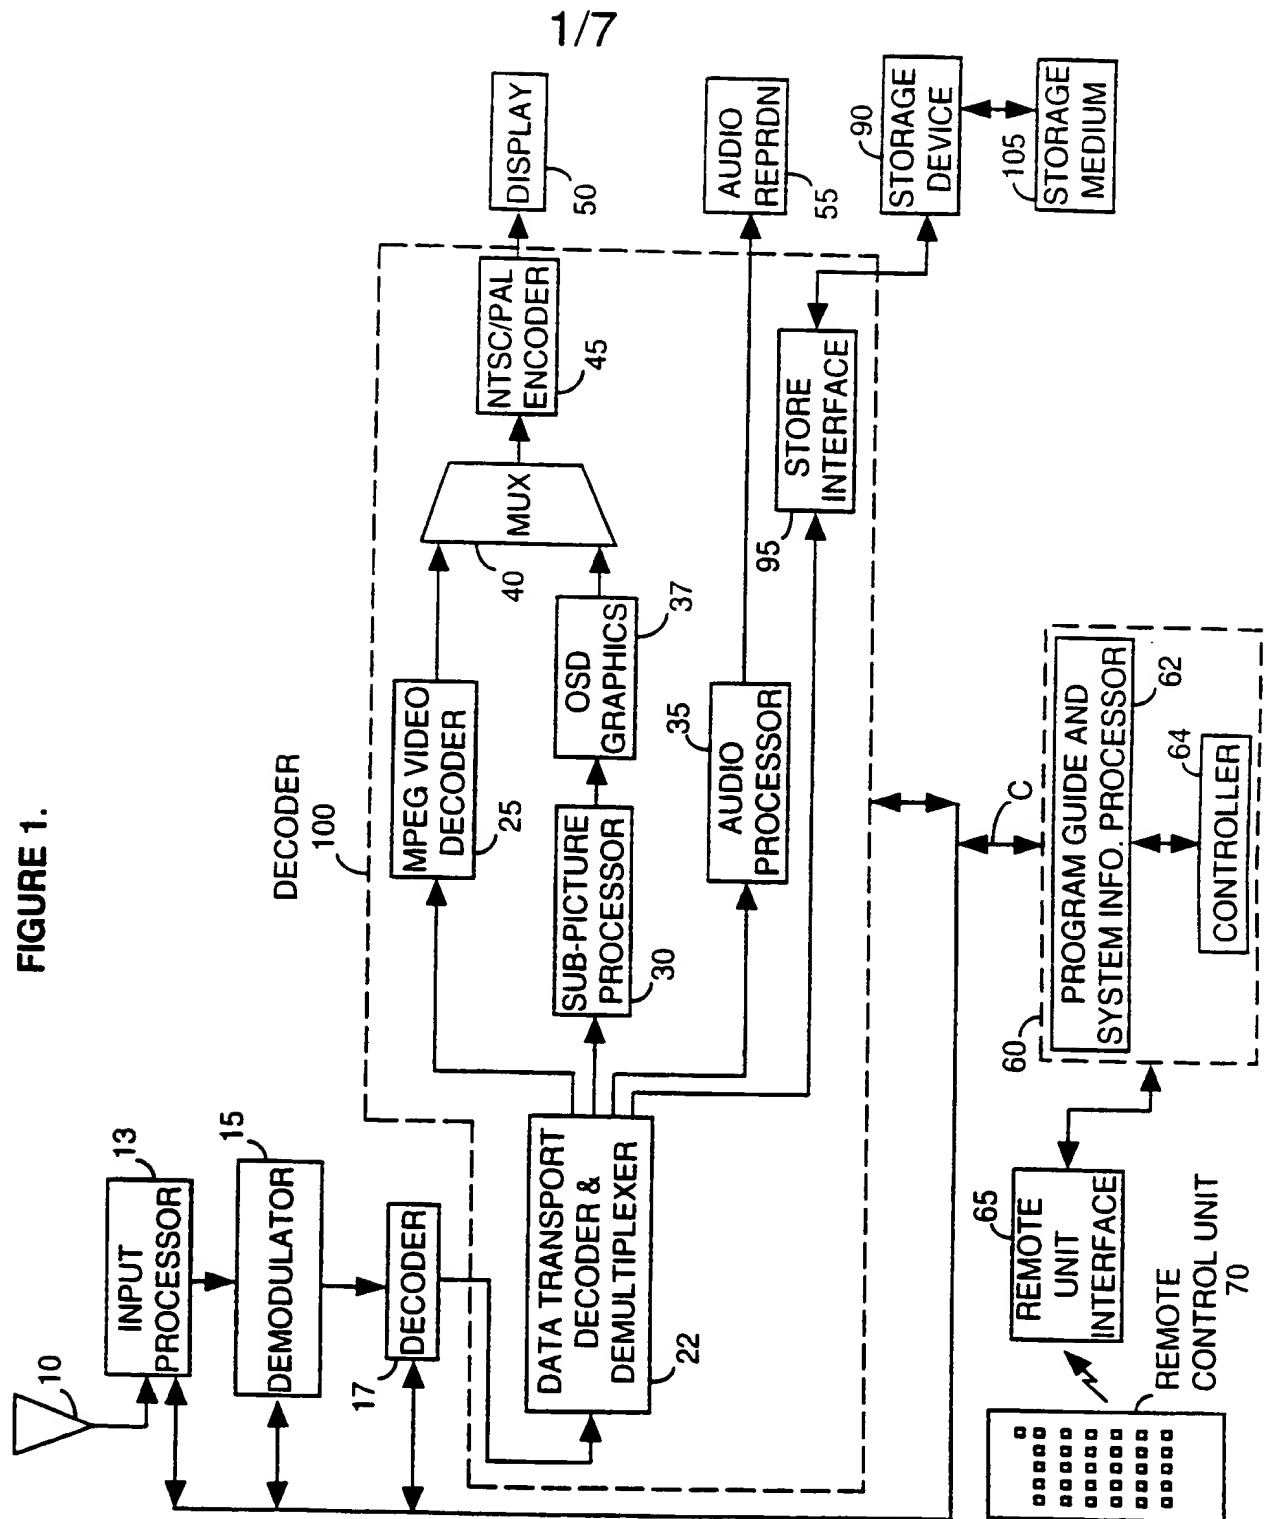 1/7
FIGURE 1.
10
INPUT
PROCESSOR
13
DEMODULATOR
15
DECODER
17
DECODER
100
DATA TRANSPORT
DECODER &
DEMULTIPLEXER
22
MPEG VIDEO
DECODER
25
SUB-PICTURE
PROCESSOR
30
OSD
GRAPHICS
37
AUDIO
PROCESSOR
35
MUX
40
NTSC/PAL
ENCODER
45
DISPLAY
50
AUDIO
REPRDN
55
STORE
INTERFACE
95
STORAGE
DEVICE
90
STORAGE
MEDIUM
105
C
60
PROGRAM GUIDE AND
SYSTEM INFO. PROCESSOR
62
CONTROLLER
64
REMOTE
UNIT
INTERFACE
65
REMOTE
CONTROL UNIT
70